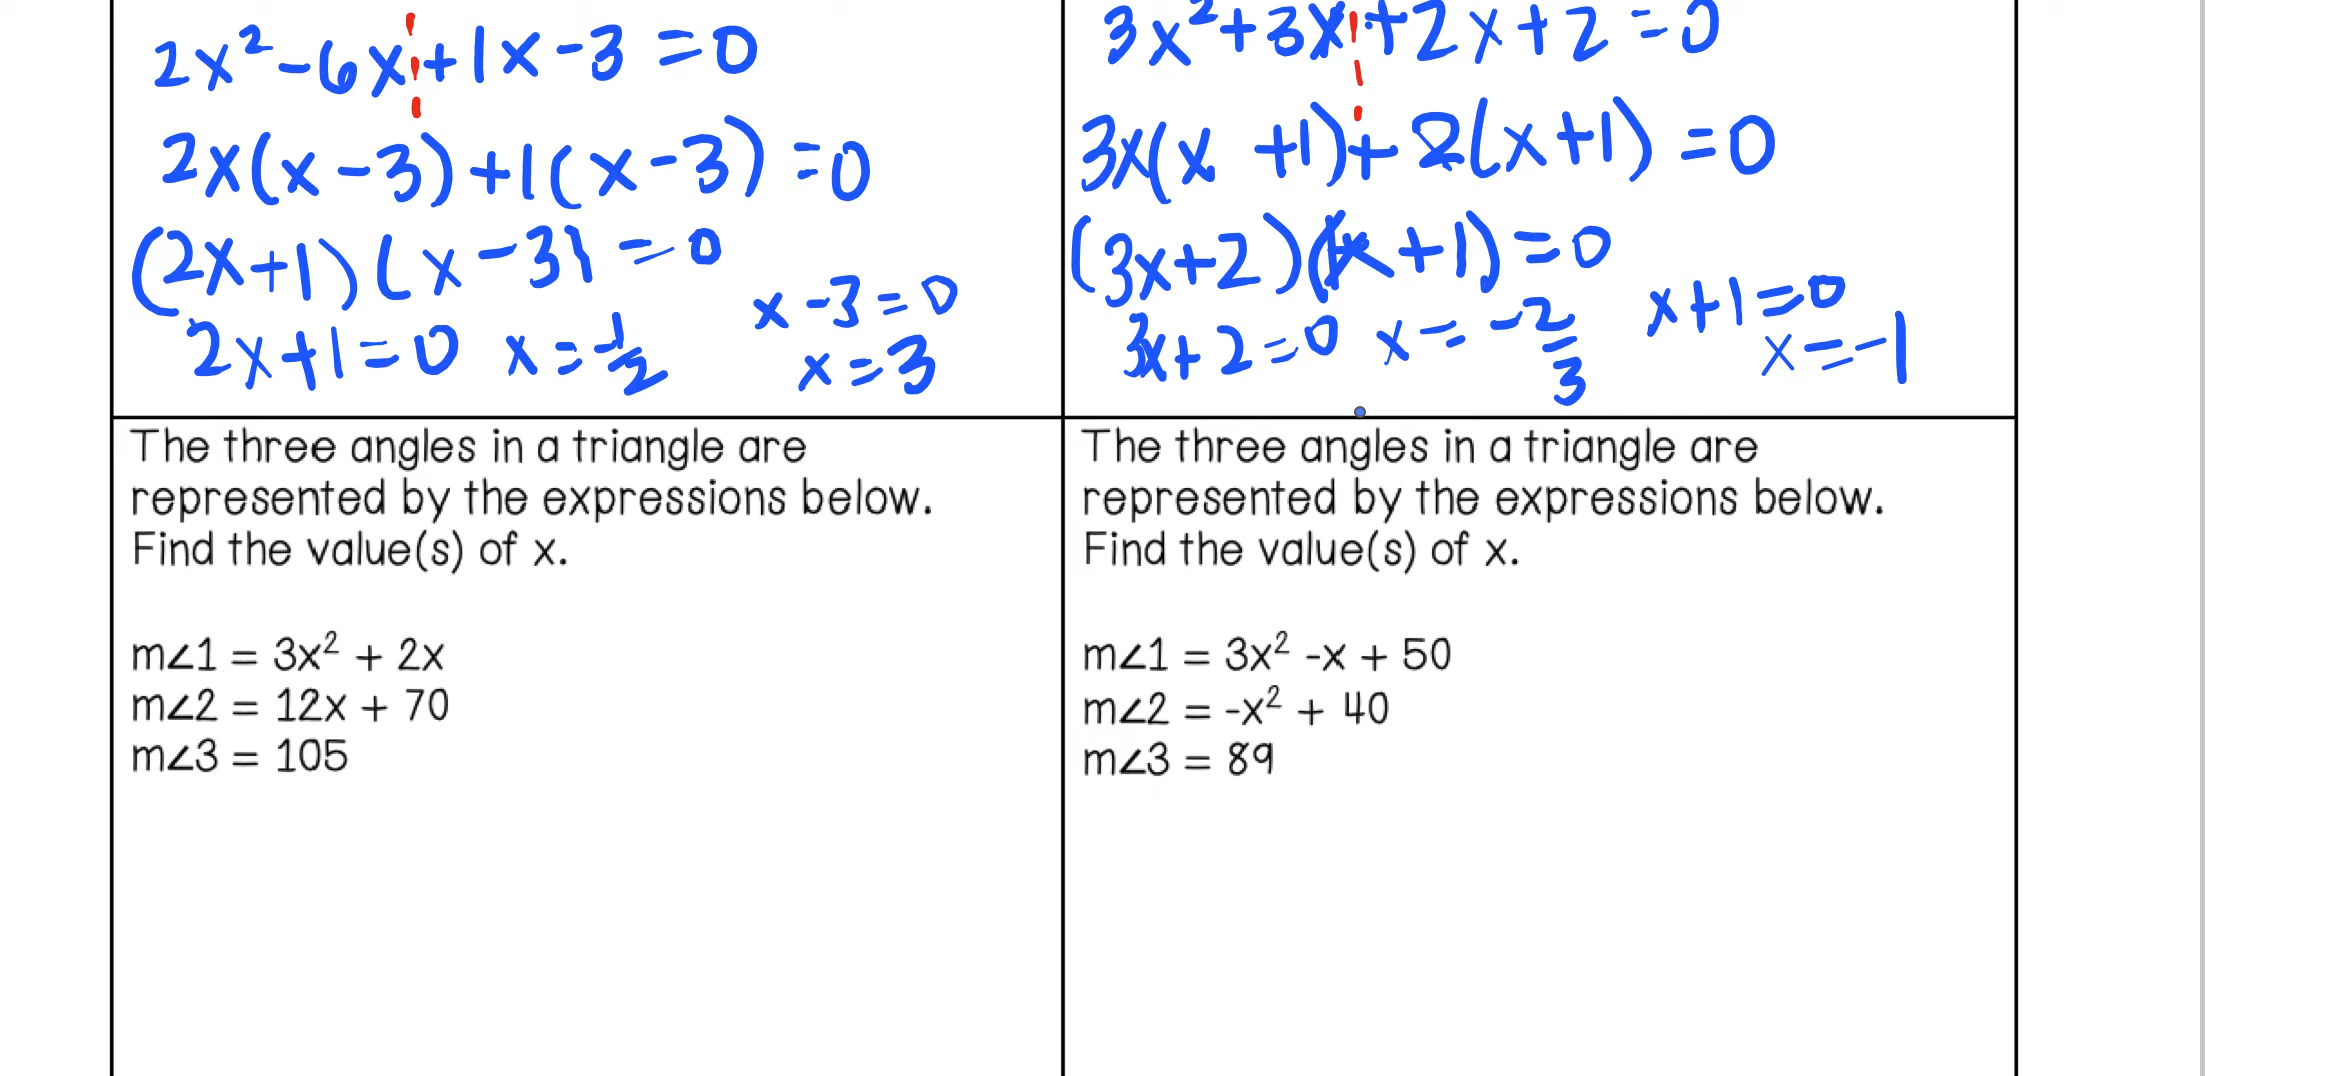 2x² - 6x + 1x - 3 = 0
2x(x - 3) + 1(x - 3) = 0
(2x + 1)(x - 3) = 0
x - 3 = 0
2x + 1 = 0 x = -1/2
x = 3
3x² + 3x + 2x + 2 = 0
3x(x + 1) + 2(x + 1) = 0
(3x + 2)(x + 1) = 0
x + 1 = 0
3x + 2 = 0 x = -2/3
x = -1
The three angles in a triangle are
represented by the expressions below.
Find the value(s) of x.
m∠1 = 3x² + 2x
m∠2 = 12x + 70
m∠3 = 105
The three angles in a triangle are
represented by the expressions below.
Find the value(s) of x.
m∠1 = 3x² -x + 50
m∠2 = -x² + 40
m∠3 = 89